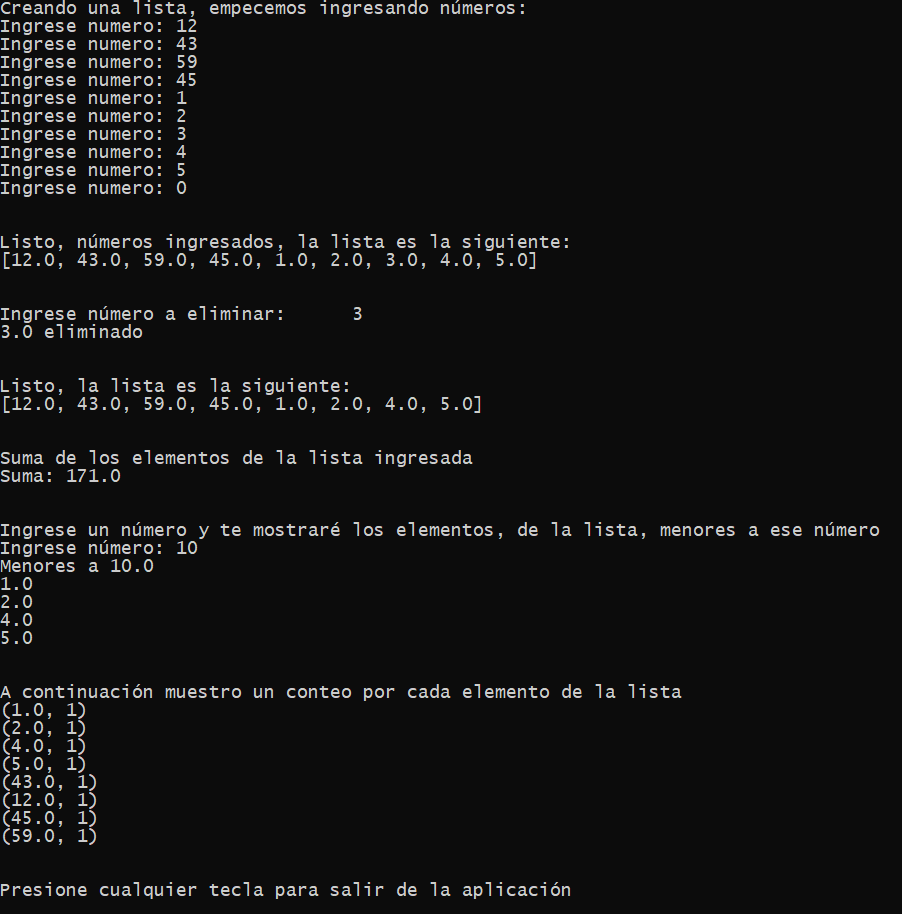 Creando una lista, empecemos ingresando números:
Ingrese numero: 12
Ingrese numero: 43
Ingrese numero: 59
Ingrese numero: 45
Ingrese numero: 1
Ingrese numero: 2
Ingrese numero: 3
Ingrese numero: 4
Ingrese numero: 5
Ingrese numero: 0
Listo, números ingresados, la lista es la siguiente:
[12.0, 43.0, 59.0, 45.0, 1.0, 2.0, 3.0, 4.0, 5.0]
Ingrese número a eliminar:      3
3.0 eliminado
Listo, la lista es la siguiente:
[12.0, 43.0, 59.0, 45.0, 1.0, 2.0, 4.0, 5.0]
Suma de los elementos de la lista ingresada
Suma: 171.0
Ingrese un número y te mostraré los elementos, de la lista, menores a ese número
Ingrese número: 10
Menores a 10.0
1.0
2.0
4.0
5.0
A continuación muestro un conteo por cada elemento de la lista
(1.0, 1)
(2.0, 1)
(4.0, 1)
(5.0, 1)
(43.0, 1)
(12.0, 1)
(45.0, 1)
(59.0, 1)
Presione cualquier tecla para salir de la aplicación